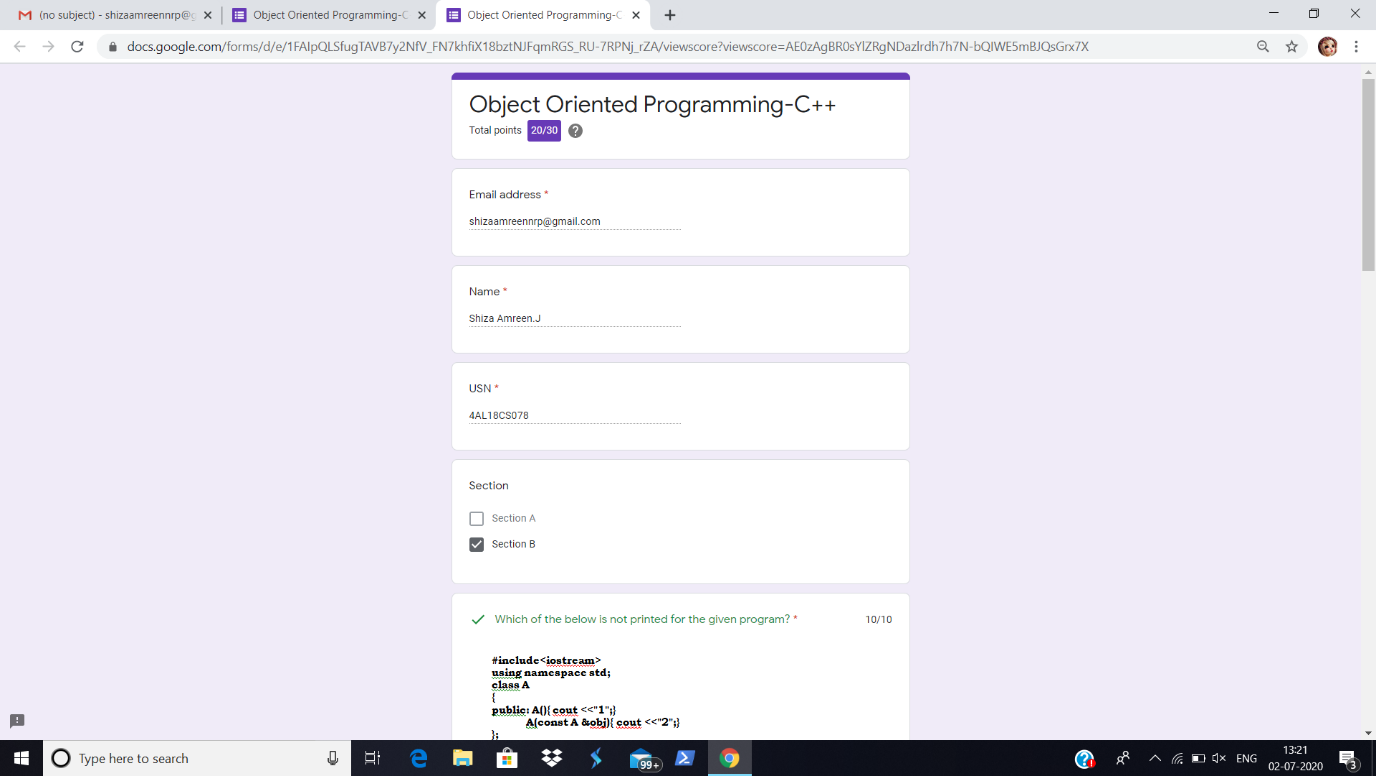 (no subject) - shizaamreennrp@g
Object Oriented Programming-C
Object Oriented Programming-C
docs.google.com/forms/d/e/1FAIpQLSfugTAVB7y2NfV_FN7khfiX18bztNJFqmRGS_RU-7RPNj_rZA/viewscore?viewscore=AE0zAgBR0sYlZRgNDazlrdh7h7N-bQIWE5mBJQsGrx7X
Object Oriented Programming-C++
Total points 20/30 ?
Email address *
shizaamreennrp@gmail.com
Name *
Shiza Amreen.J
USN *
4AL18CS078
Section
Section A
Section B
Which of the below is not printed for the given program? * 10/10
#include<iostream>
using namespace std;
class A
{
public: A(){ cout <<"1";}
A(const A &obj){ cout <<"2";}
};
Type here to search
99+
ENG
13:21
02-07-2020
3